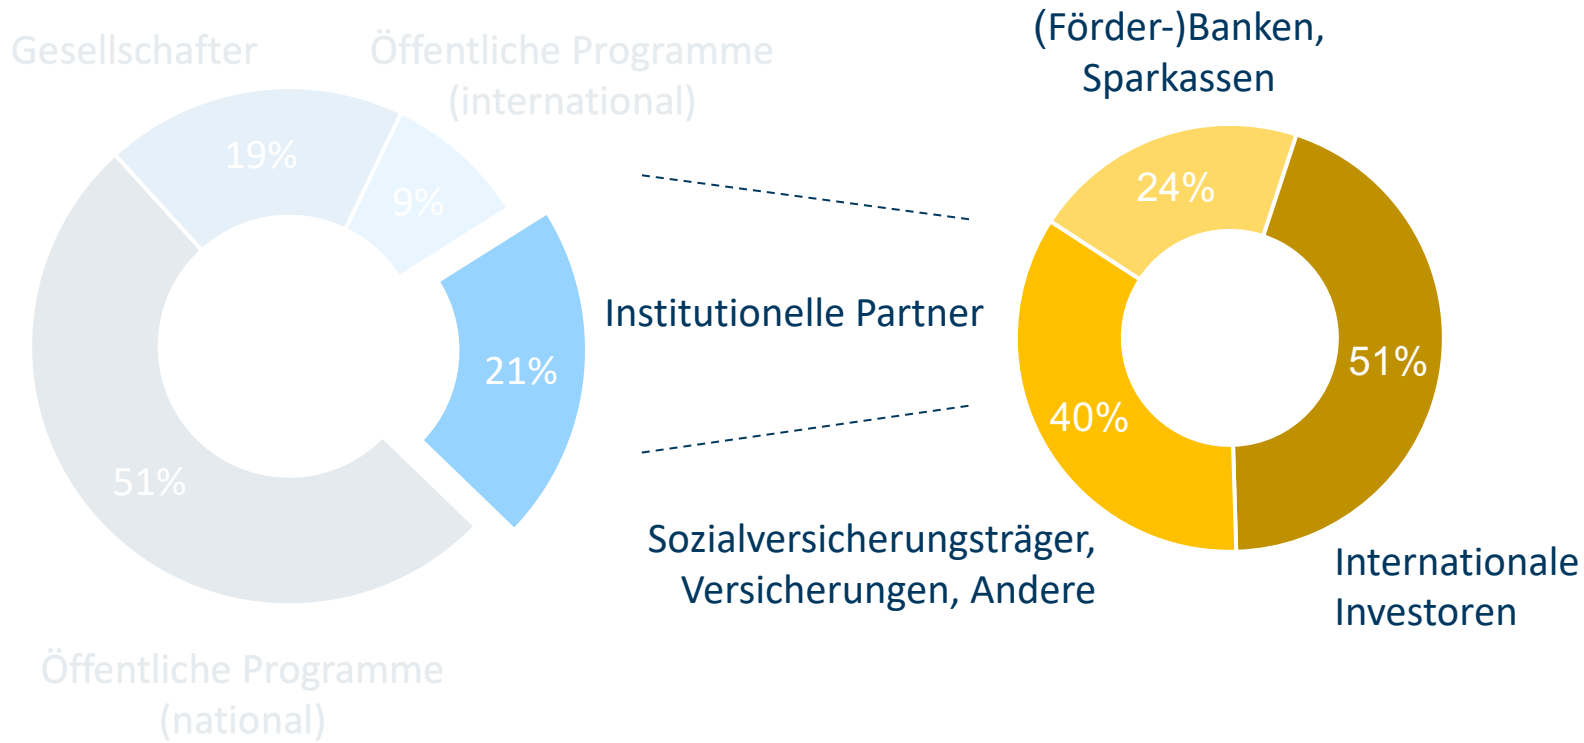 Gesellschafter
Öffentliche Programme
(international)
19%
9%
21%
51%
Öffentliche Programme
(national)
Institutionelle Partner
(Förder-)Banken,
Sparkassen
24%
51%
40%
Sozialversicherungsträger,
Versicherungen, Andere
Internationale
Investoren